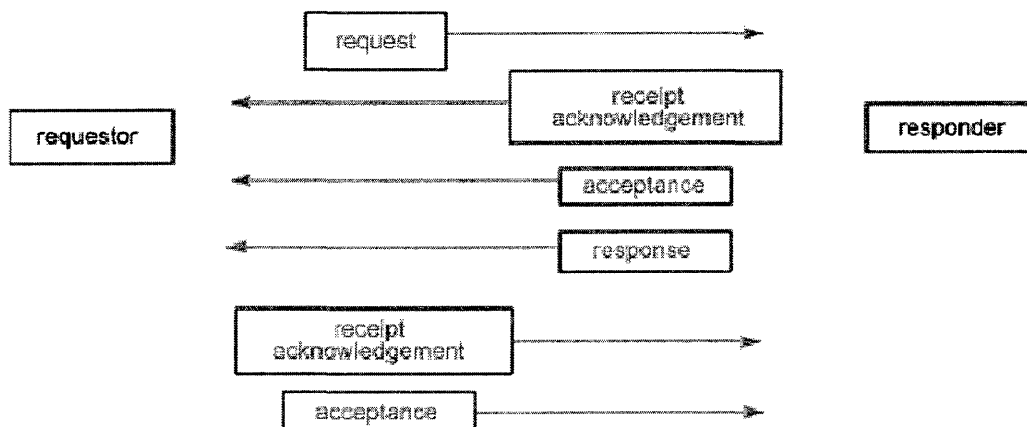 request
receipt
acknowledgement
requestor
responder
acceptance
response
receipt
acknowledgement
acceptance